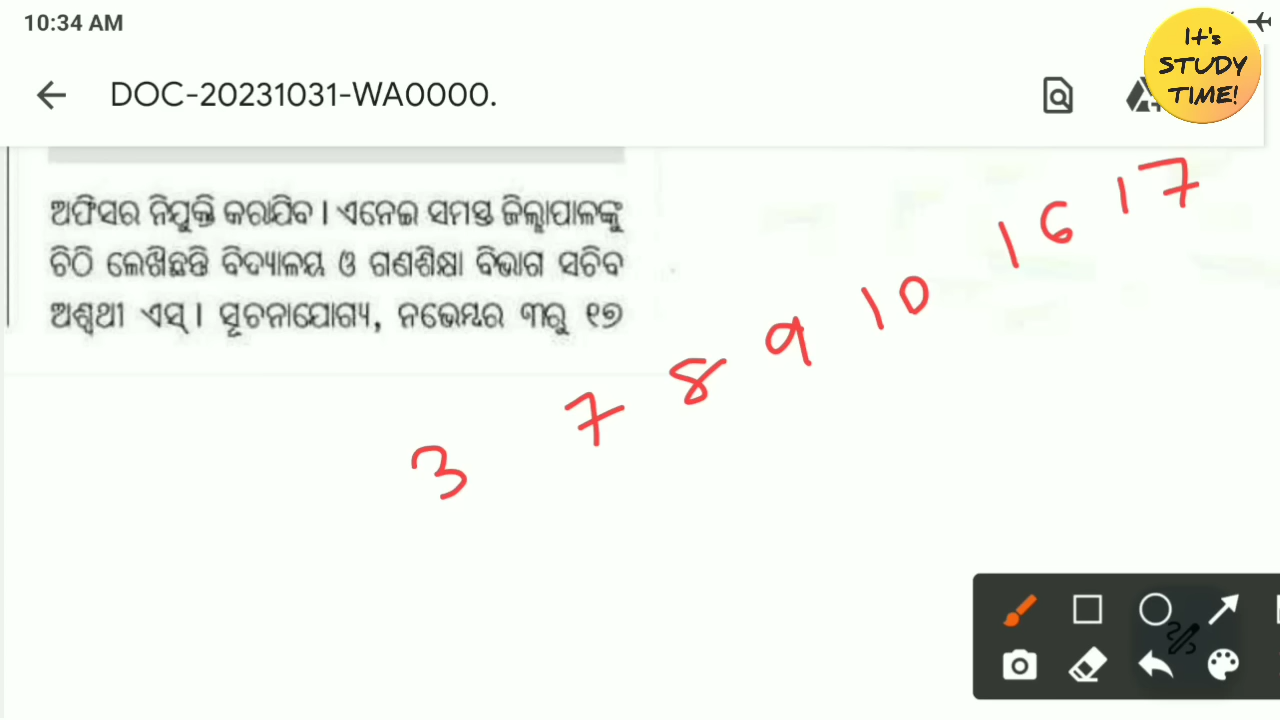 10:34 AM
It's
STUDY
TIME!
DOC-20231031-WA0000.
ଅଫିସର ନିଯୁକ୍ତି କରାଯିବ । ଏନେଇ ସମସ୍ତ ଜିଲ୍ଲାପାଳଙ୍କୁ
ଚିଠି ଲେଖିଛନ୍ତି ବିଦ୍ୟାଳୟ ଓ ଗଣଶିକ୍ଷା ବିଭାଗ ସଚିବ
ଅଶ୍ୱଥୀ ଏସ୍ । ସୂଚନାଯୋଗ୍ୟ, ନଭେମ୍ବର ୩ରୁ ୧୭
3 7 8 9 10 16 17